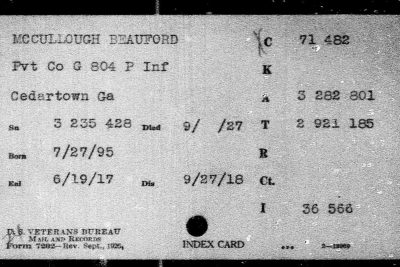 MCCULLOUGH BEAUFORD C 71 482
Pvt Co G 804 P Inf K
Cedartown Ga A 3 282 801
Sn 3 235 428 Died 9/ /27 T 2 921 185
Born 7/27/95 R
Enl 6/19/17 Dis 9/27/18 Ct.
I 36 566
U.S. VETERANS BUREAU
MAIL AND RECORDS
Form 7202—Rev. Sept., 1925. INDEX CARD